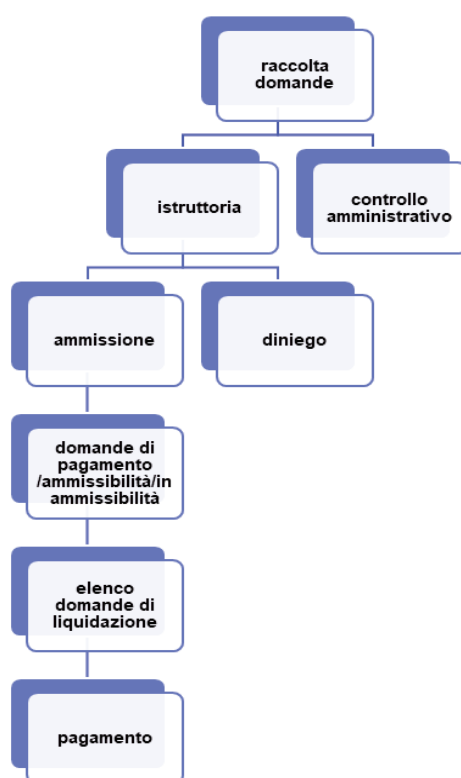 raccolta
domande
istruttoria
controllo
amministrativo
ammissione
diniego
domande di
pagamento
/ammissibilità/in
ammissibilità
elenco
domande di
liquidazione
pagamento